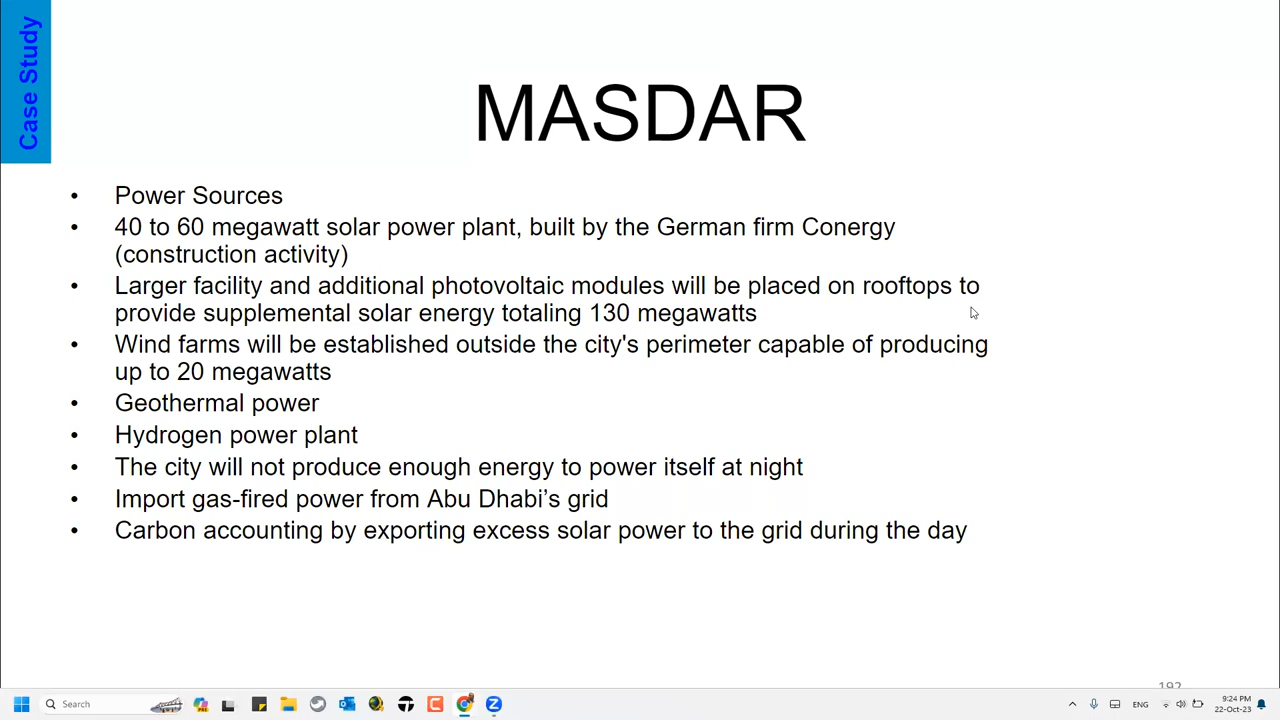 Case Study
MASDAR
• Power Sources
• 40 to 60 megawatt solar power plant, built by the German firm Conergy
(construction activity)
• Larger facility and additional photovoltaic modules will be placed on rooftops to
provide supplemental solar energy totaling 130 megawatts
• Wind farms will be established outside the city's perimeter capable of producing
up to 20 megawatts
• Geothermal power
• Hydrogen power plant
• The city will not produce enough energy to power itself at night
• Import gas-fired power from Abu Dhabi’s grid
• Carbon accounting by exporting excess solar power to the grid during the day
192
Search
PRE
ENG
9:24 PM
22-Oct-23